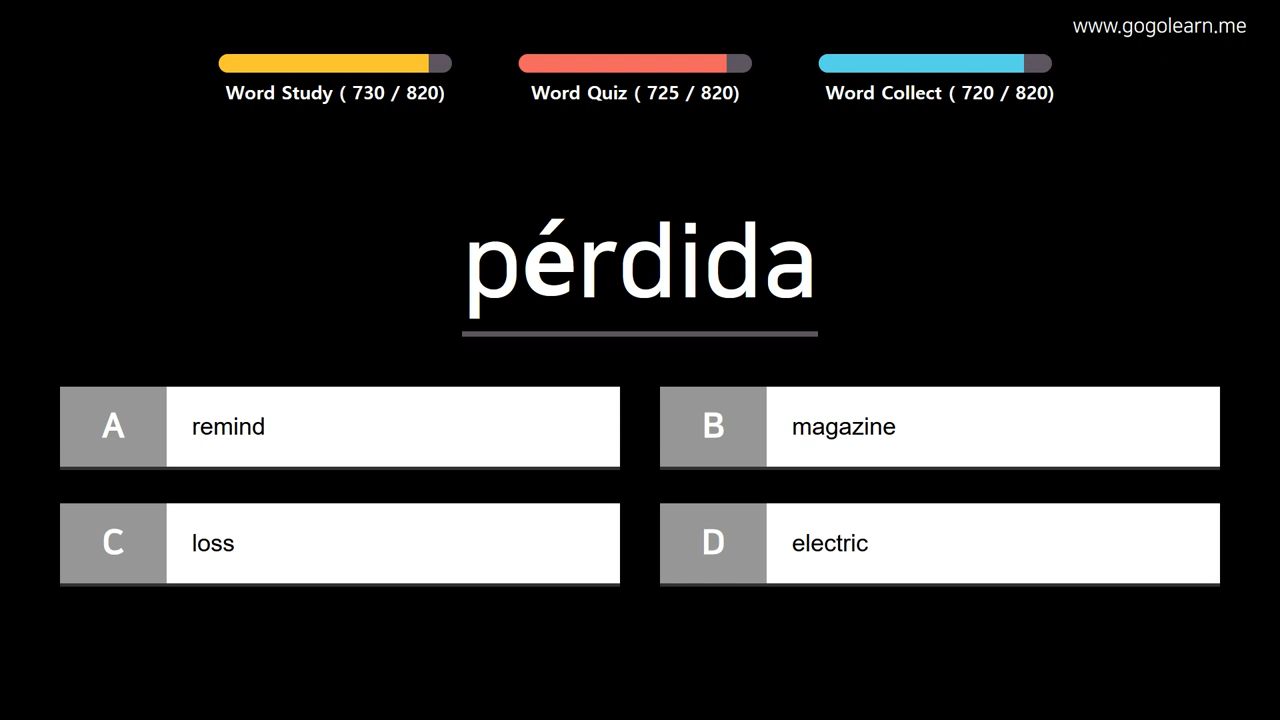 www.gogolearn.me
Word Study ( 730 / 820)
Word Quiz ( 725 / 820)
Word Collect ( 720 / 820)
pérdida
A remind
B magazine
C loss
D electric